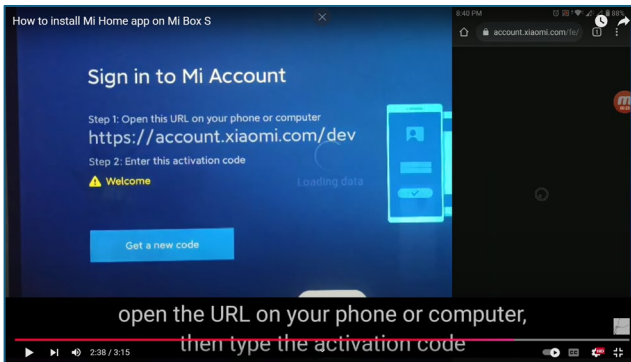 How to install Mi Home app on Mi Box S
8:40 PM
88%
account.xiaomi.com/fe/
1
Sign in to Mi Account
Step 1: Open this URL on your phone or computer
https://account.xiaomi.com/dev
Step 2: Enter this activation code
Welcome
Loading data
Get a new code
open the URL on your phone or computer,
then type the activation code
2:38 / 3:15